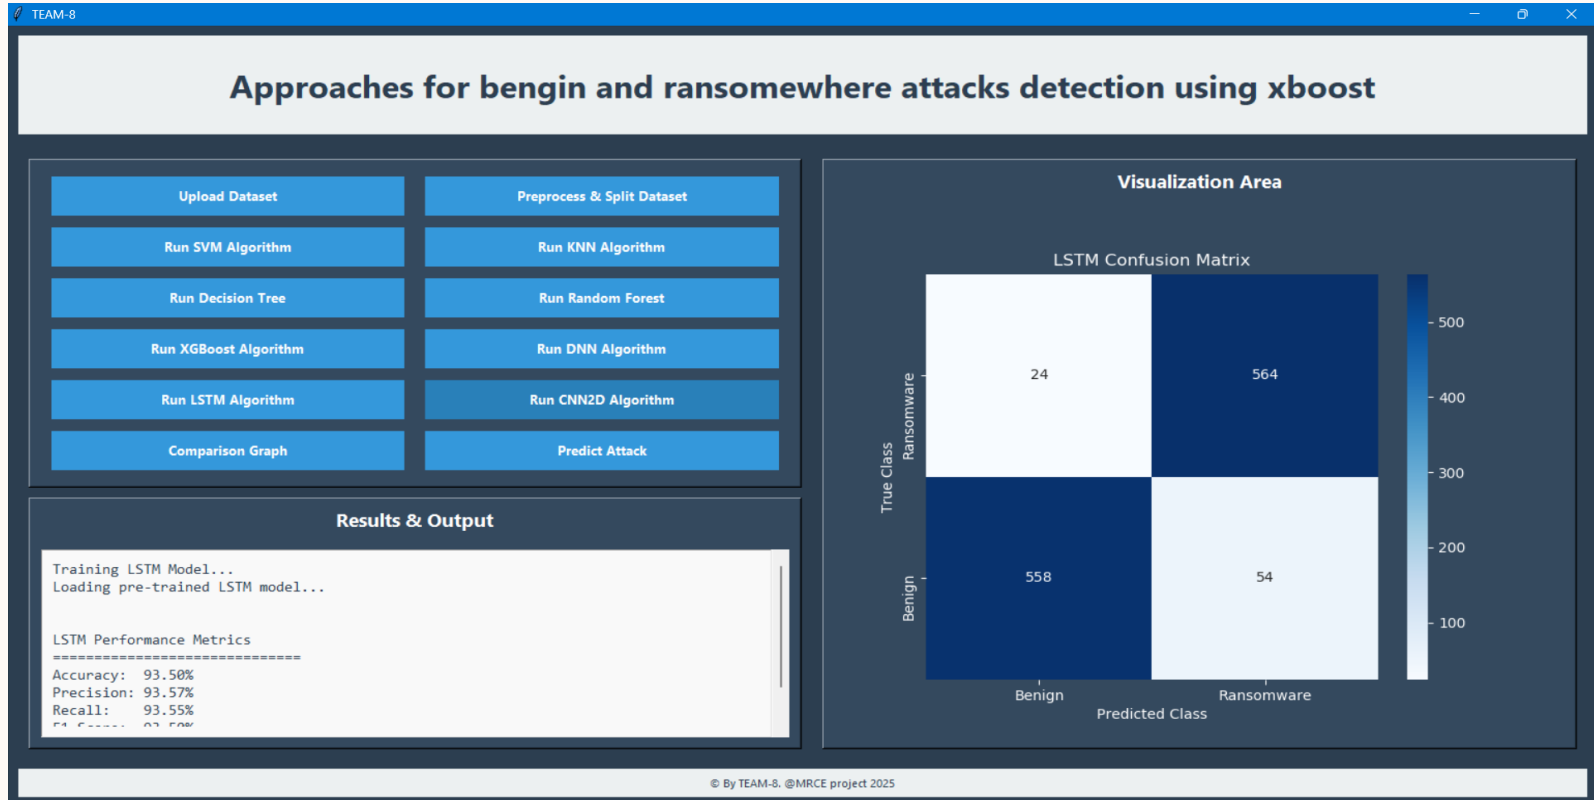 TEAM-8
Approaches for bengin and ransomewhere attacks detection using xboost
Upload Dataset
Preprocess & Split Dataset
Run SVM Algorithm
Run KNN Algorithm
Run Decision Tree
Run Random Forest
Run XGBoost Algorithm
Run DNN Algorithm
Run LSTM Algorithm
Run CNN2D Algorithm
Comparison Graph
Predict Attack
Results & Output
Training LSTM Model...
Loading pre-trained LSTM model...
LSTM Performance Metrics
==============================
Accuracy: 93.50%
Precision: 93.57%
Recall: 93.55%
F1 Score: 93.50%
Visualization Area
LSTM Confusion Matrix
True Class
Ransomware
Benign
24
564
558
54
Benign
Ransomware
Predicted Class
500
400
300
200
100
© By TEAM-8. @MRCE project 2025